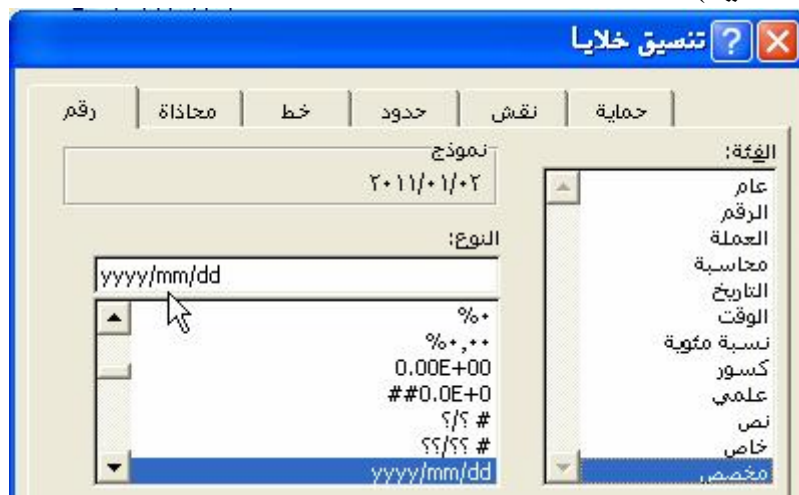 تنسيق خلايا
رقم
محاذاة
خط
حدود
نقش
حماية
الفئة:
عام
الرقم
العملة
محاسبة
التاريخ
الوقت
نسبة مئوية
كسور
علمي
نص
خاص
مخصص
نموذج
٢٠١١/٠١/٠٢
النوع:
yyyy/mm/dd
%٠
%٠,٠٠
0.00E+00
##0.0E+0
# ؟/؟
# ؟؟/؟؟
yyyy/mm/dd